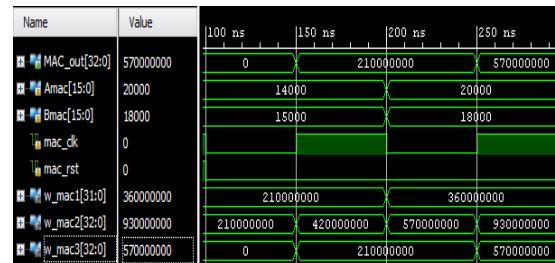 Name Value 100 ns 150 ns 200 ns 250 ns
MAC_out[32:0] 570000000 0 210000000 570000000
Amac[15:0] 20000 14000 20000
Bmac[15:0] 18000 15000 18000
mac_clk 0
mac_rst 0
w_mac1[31:0] 360000000 210000000 360000000
w_mac2[32:0] 930000000 210000000 420000000 570000000 930000000
w_mac3[32:0] 570000000 0 210000000 570000000